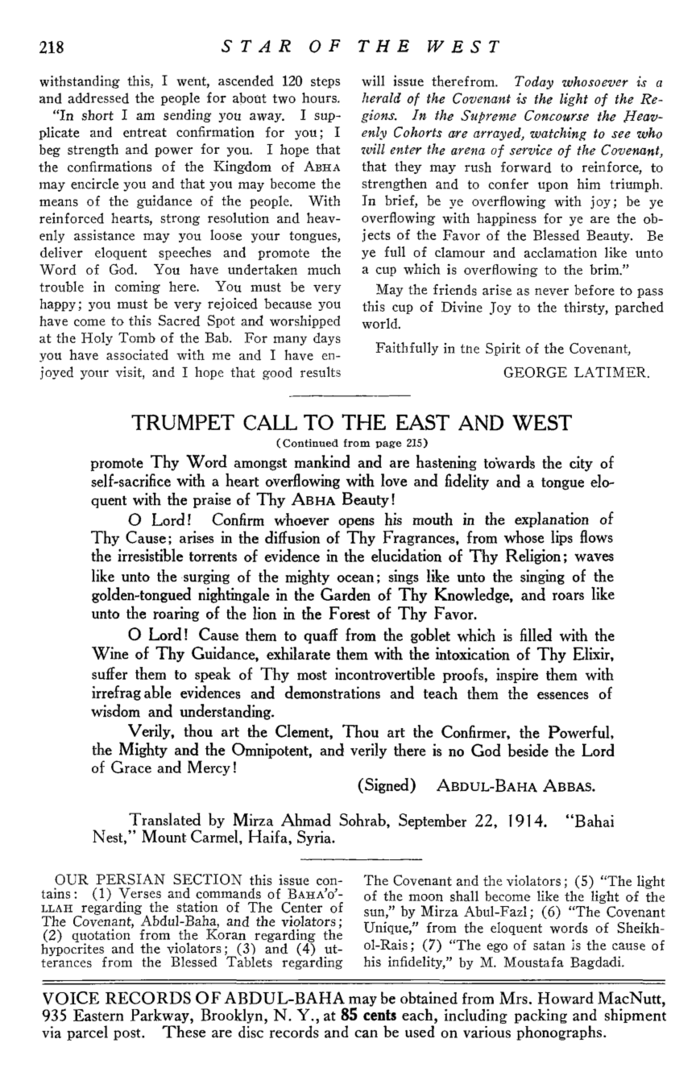 218
STAR OF THE WEST
withstanding this, I went, ascended 120 steps
and addressed the people for about two hours.
"In short I am sending you away. I sup-
plicate and entreat confirmation for you; I
beg strength and power for you. I hope that
the confirmations of the Kingdom of ABHA
may encircle you and that you may become the
means of the guidance of the people. With
reinforced hearts, strong resolution and heav-
enly assistance may you loose your tongues,
deliver eloquent speeches and promote the
Word of God. You have undertaken much
trouble in coming here. You must be very
happy; you must be very rejoiced because you
have come to this Sacred Spot and worshipped
at the Holy Tomb of the Bab. For many days
you have associated with me and I have en-
joyed your visit, and I hope that good results
will issue therefrom. Today whosoever is a
herald of the Covenant is the light of the Re-
gions. In the Supreme Concourse the Heav-
enly Cohorts are arrayed, watching to see who
will enter the arena of service of the Covenant,
that they may rush forward to reinforce, to
strengthen and to confer upon him triumph.
In brief, be ye overflowing with joy; be ye
overflowing with happiness for ye are the ob-
jects of the Favor of the Blessed Beauty. Be
ye full of clamour and acclamation like unto
a cup which is overflowing to the brim."
May the friends arise as never before to pass
this cup of Divine Joy to the thirsty, parched
world.
Faithfully in the Spirit of the Covenant,
GEORGE LATIMER.
TRUMPET CALL TO THE EAST AND WEST
(Continued from page 215)
promote Thy Word amongst mankind and are hastening towards the city of
self-sacrifice with a heart overflowing with love and fidelity and a tongue elo-
quent with the praise of Thy ABHA Beauty!
O Lord! Confirm whoever opens his mouth in the explanation of
Thy Cause; arises in the diffusion of Thy Fragrances, from whose lips flows
the irresistible torrents of evidence in the elucidation of Thy Religion; waves
like unto the surging of the mighty ocean; sings like unto the singing of the
golden-tongued nightingale in the Garden of Thy Knowledge, and roars like
unto the roaring of the lion in the Forest of Thy Favor.
O Lord! Cause them to quaff from the goblet which is filled with the
Wine of Thy Guidance, exhilarate them with the intoxication of Thy Elixir,
suffer them to speak of Thy most incontrovertible proofs, inspire them with
irrefragable evidences and demonstrations and teach them the essences of
wisdom and understanding.
Verily, thou art the Clement, Thou art the Confirmer, the Powerful,
the Mighty and the Omnipotent, and verily there is no God beside the Lord
of Grace and Mercy!
(Signed) ABDUL-BAHA ABBAS.
Translated by Mirza Ahmad Sohrab, September 22, 1914. "Bahai
Nest," Mount Carmel, Haifa, Syria.
OUR PERSIAN SECTION this issue con-
tains: (1) Verses and commands of BAHA'O'-
LLAH regarding the station of The Center of
The Covenant, Abdul-Baha, and the violators;
(2) quotation from the Koran regarding the
hypocrites and the violators; (3) and (4) ut-
terances from the Blessed Tablets regarding
The Covenant and the violators; (5) "The light
of the moon shall become like the light of the
sun," by Mirza Abul-Fazl; (6) "The Covenant
Unique," from the eloquent words of Sheikh-
ol-Rais; (7) "The ego of satan is the cause of
his infidelity," by M. Moustafa Bagdadi.
VOICE RECORDS OF ABDUL-BAHA may be obtained from Mrs. Howard MacNutt,
935 Eastern Parkway, Brooklyn, N. Y., at 85 cents each, including packing and shipment
via parcel post. These are disc records and can be used on various phonographs.